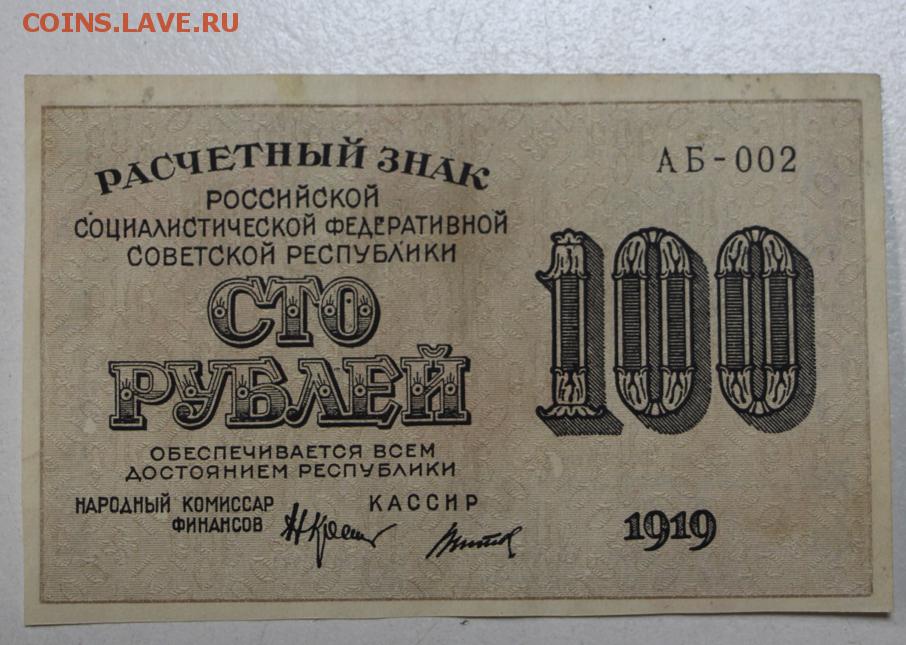 COINS.LAVE.RU
РАСЧЕТНЫЙ ЗНАК
РОССИЙСКОЙ
СОЦИАЛИСТИЧЕСКОЙ ФЕДЕРАТИВНОЙ
СОВЕТСКОЙ РЕСПУБЛИКИ
СТО
РУБЛЕЙ
ОБЕСПЕЧИВАЕТСЯ ВСЕМ
ДОСТОЯНИЕМ РЕСПУБЛИКИ
НАРОДНЫЙ КОМИССАР
ФИНАНСОВ
КАССИР
АБ-002
100
1919